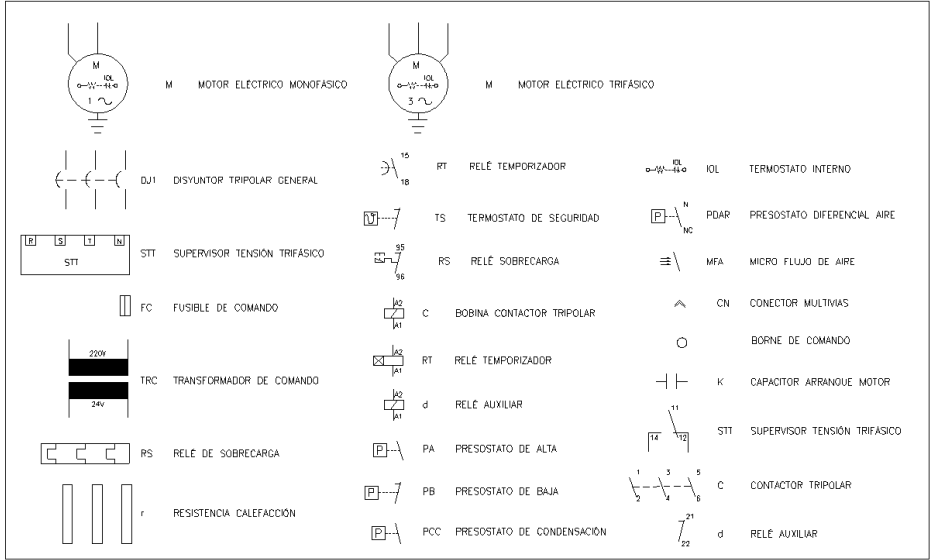 M
IOL
1
M MOTOR ELÉCTRICO MONOFÁSICO
M
IOL
3
M MOTOR ELÉCTRICO TRIFÁSICO
DJ1 DISYUNTOR TRIPOLAR GENERAL
R S T N
STT
STT SUPERVISOR TENSIÓN TRIFÁSICO
FC FUSIBLE DE COMANDO
220V
24V
TRC TRANSFORMADOR DE COMANDO
RS RELÉ DE SOBRECARGA
r RESISTENCIA CALEFACCIÓN
15
18
RT RELÉ TEMPORIZADOR
TS TERMOSTATO DE SEGURIDAD
95
96
RS RELÉ SOBRECARGA
A2
A1
C BOBINA CONTACTOR TRIPOLAR
A2
A1
RT RELÉ TEMPORIZADOR
A2
A1
d RELÉ AUXILIAR
P PA PRESOSTATO DE ALTA
P PB PRESOSTATO DE BAJA
P PCC PRESOSTATO DE CONDENSACIÓN
IOL
IOL TERMOSTATO INTERNO
P
N
NC
PDAR PRESOSTATO DIFERENCIAL AIRE
MFA MICRO FLUJO DE AIRE
CN CONECTOR MULTIVIAS
BORNE DE COMANDO
K CAPACITOR ARRANQUE MOTOR
11
14 12
STT SUPERVISOR TENSIÓN TRIFÁSICO
1 3 5
2 4 6
C CONTACTOR TRIPOLAR
21
22
d RELÉ AUXILIAR